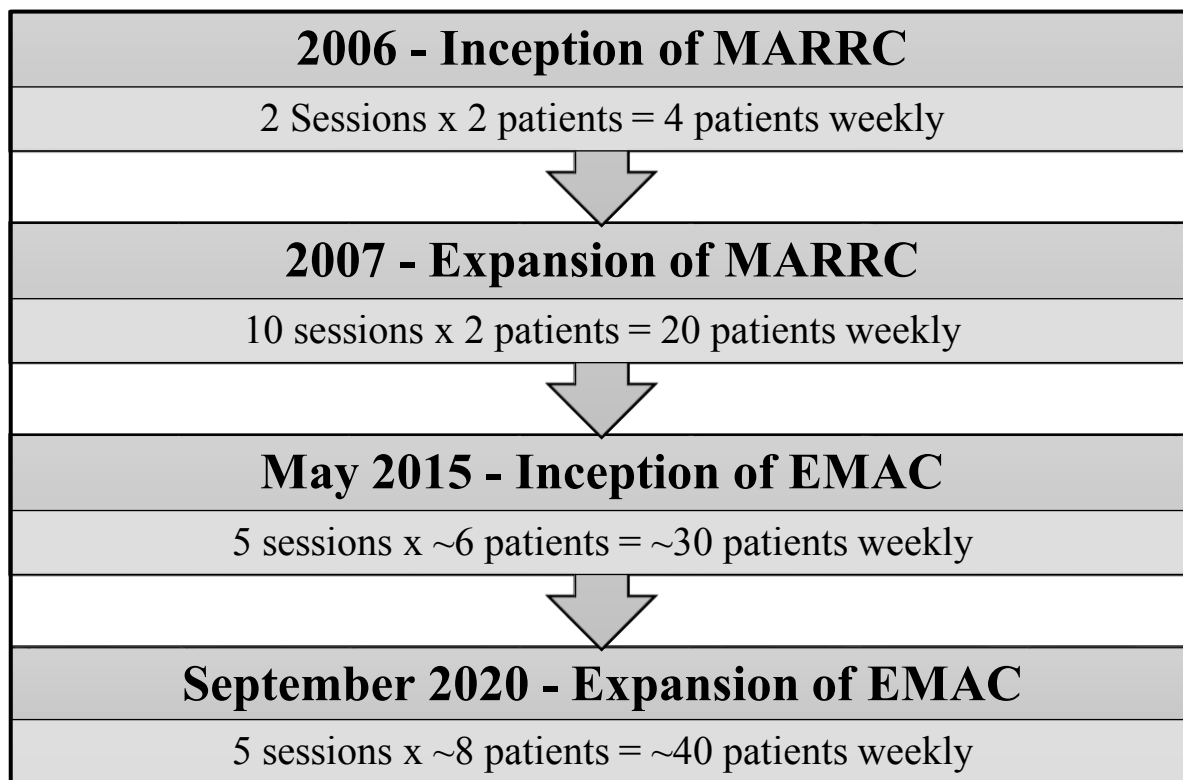 2006 - Inception of MARRC
2 Sessions x 2 patients = 4 patients weekly
2007 - Expansion of MARRC
10 sessions x 2 patients = 20 patients weekly
May 2015 - Inception of EMAC
5 sessions x ~6 patients = ~30 patients weekly
September 2020 - Expansion of EMAC
5 sessions x ~8 patients = ~40 patients weekly